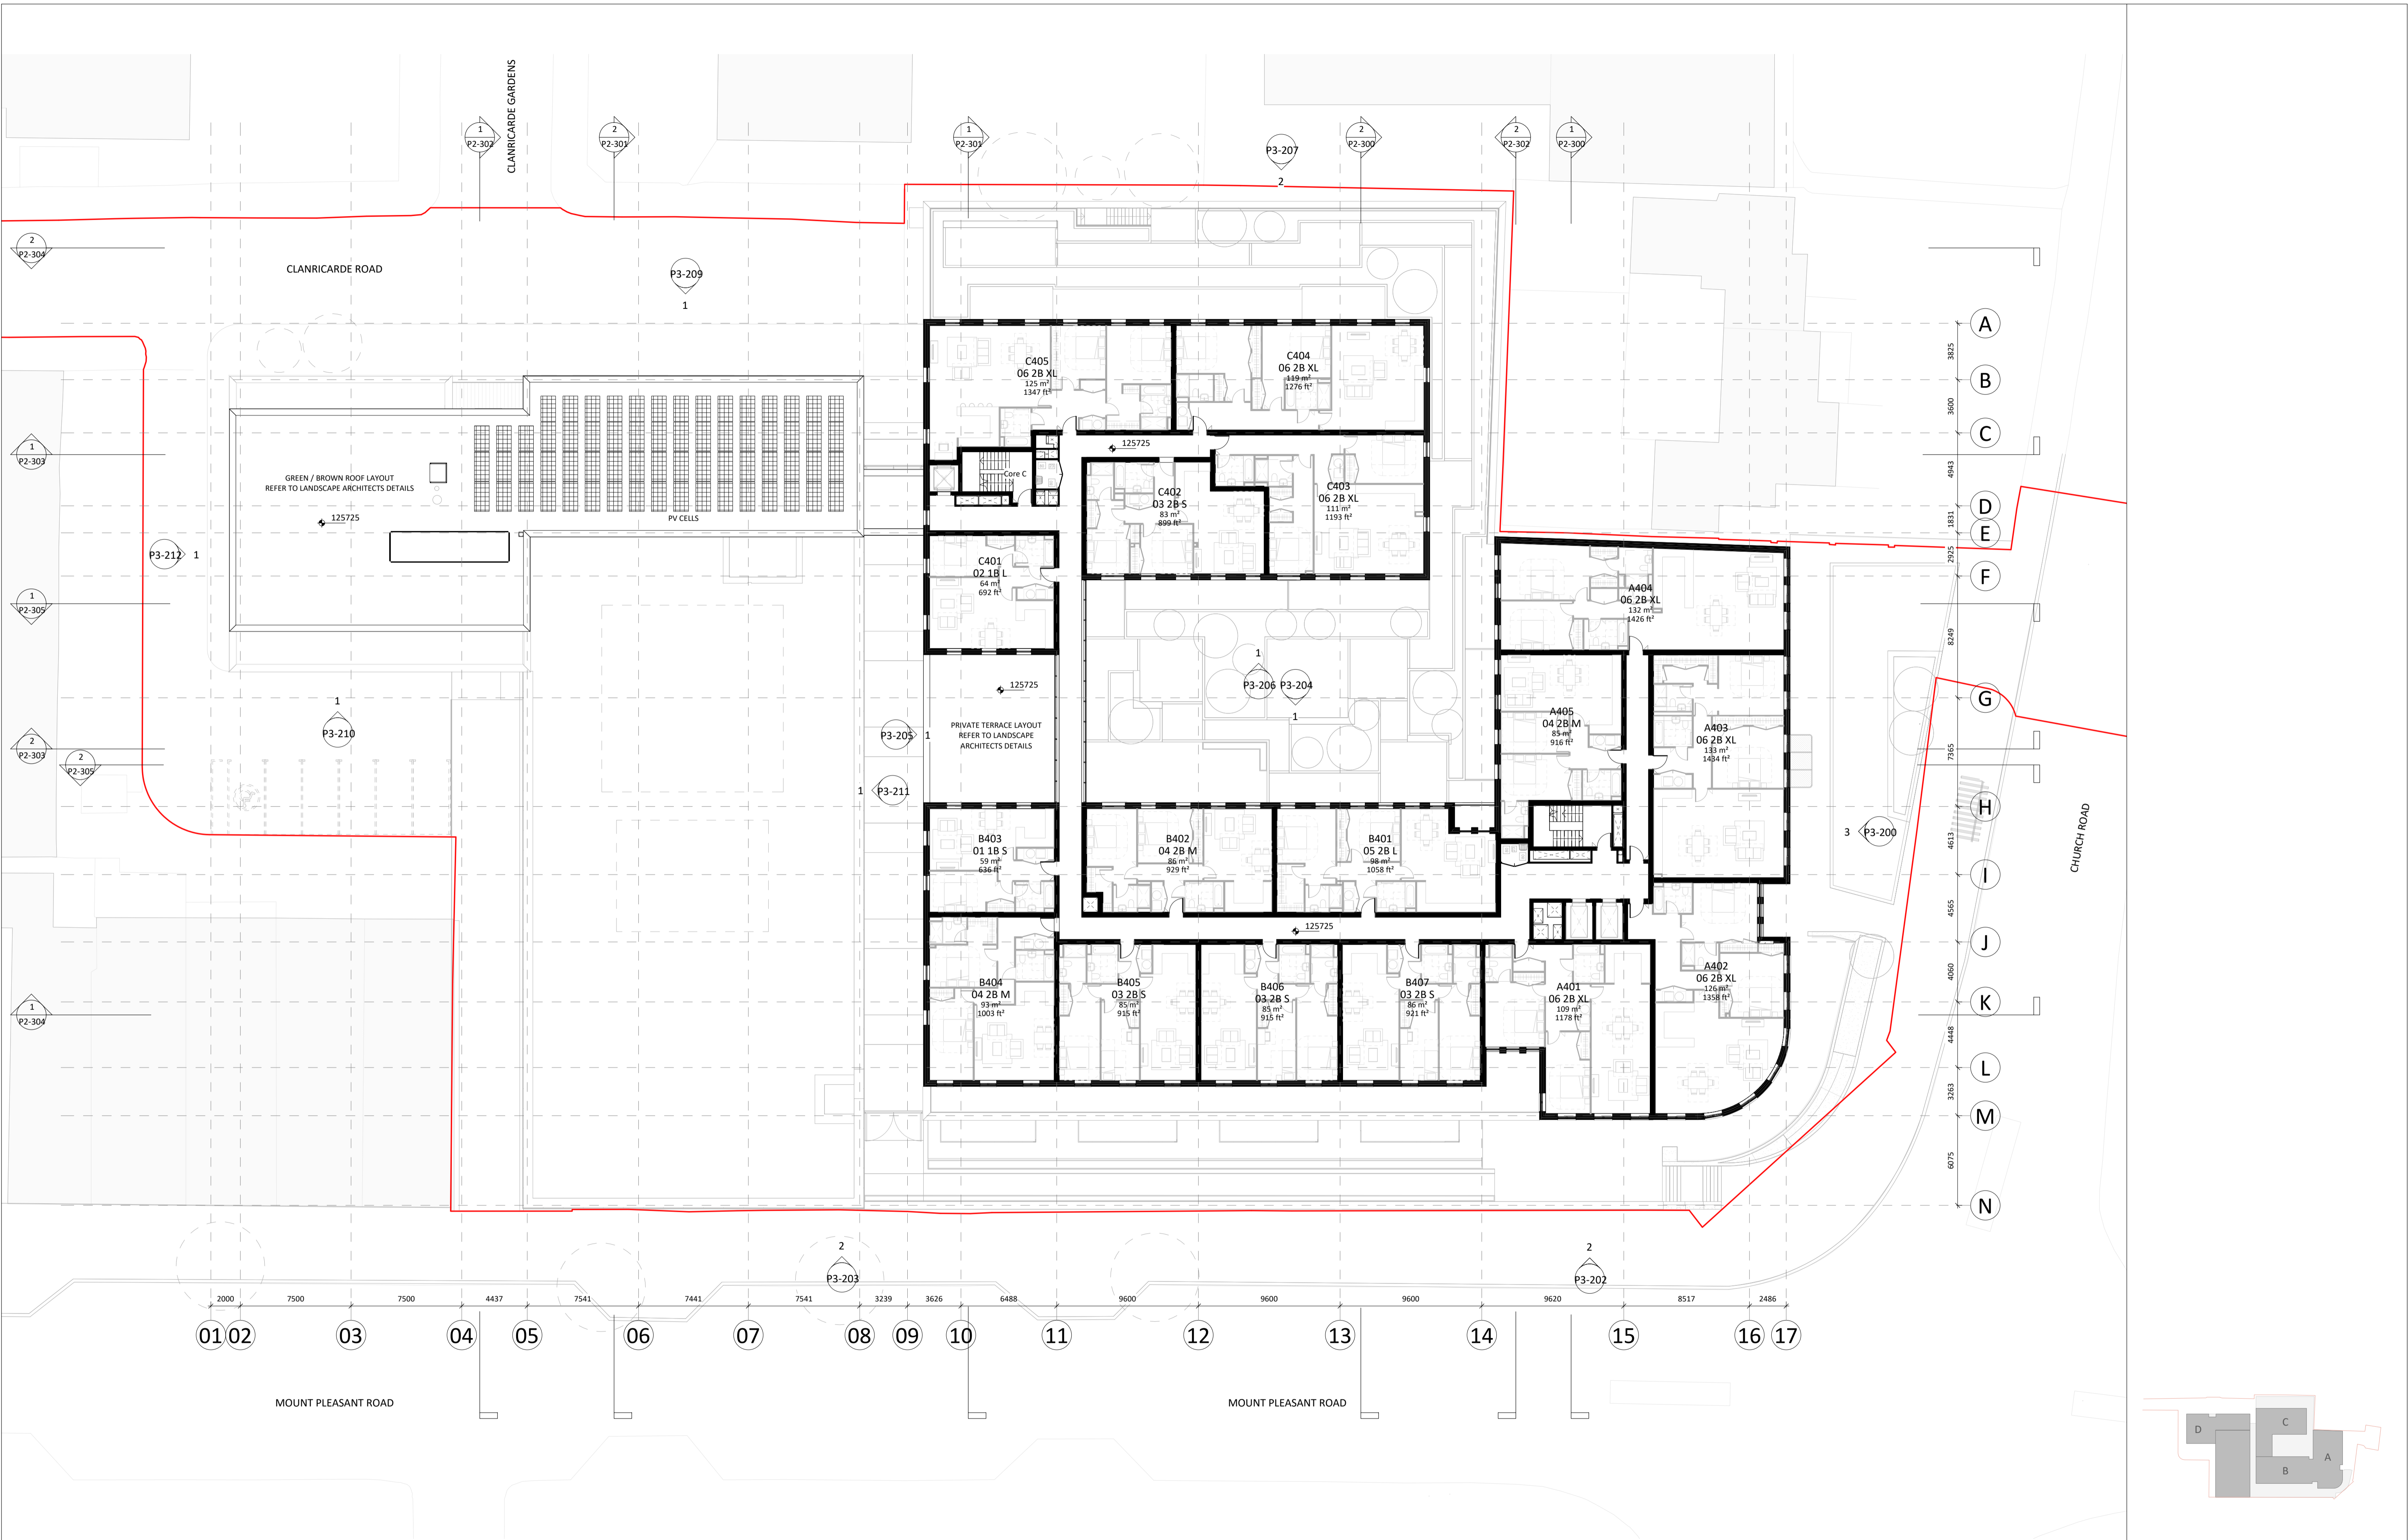 CLANRICARDE GARDENS
1
P2-302
2
P2-301
1
P2-301
P3-207
2
2
P2-300
2
P2-302
1
P2-300
2
P2-304
CLANRICARDE ROAD
P3-209
1
A
3825
B
3600
C
4943
D
1831
E
2925
F
8249
G
7365
H
4613
I
4565
J
4060
K
4448
L
3263
M
6075
N
C405
06 2B XL
125 m²
1347 ft²
C404
06 2B XL
119 m²
1276 ft²
125725
Core C
C402
03 2B S
83 m²
899 ft²
C403
06 2B XL
111 m²
1193 ft²
1
P2-303
GREEN / BROWN ROOF LAYOUT
REFER TO LANDSCAPE ARCHITECTS DETAILS
125725
PV CELLS
P3-212
1
C401
02 1B L
64 m²
692 ft²
1
P2-305
A404
06 2B XL
132 m²
1426 ft²
1
P3-206
P3-204
1
125725
PRIVATE TERRACE LAYOUT
REFER TO LANDSCAPE
ARCHITECTS DETAILS
P3-205
1
1
P3-210
2
P2-303
2
P2-305
1
P3-211
A405
04 2B M
85 m²
916 ft²
A403
06 2B XL
133 m²
1434 ft²
3
P3-200
CHURCH ROAD
B403
01 1B S
59 m²
636 ft²
B402
04 2B M
86 m²
929 ft²
B401
05 2B L
98 m²
1058 ft²
125725
1
P2-304
B404
04 2B M
93 m²
1003 ft²
B405
03 2B S
85 m²
915 ft²
B406
03 2B S
85 m²
915 ft²
B407
03 2B S
86 m²
921 ft²
A401
06 2B XL
109 m²
1178 ft²
A402
06 2B XL
126 m²
1358 ft²
2
P3-203
2
P3-202
2000 7500 7500 4437 7541 7441 7541 3239 3626 6488 9600 9600 9600 9620 8517 2486
01 02 03 04 05 06 07 08 09 10 11 12 13 14 15 16 17
MOUNT PLEASANT ROAD
MOUNT PLEASANT ROAD
C
D
A
B